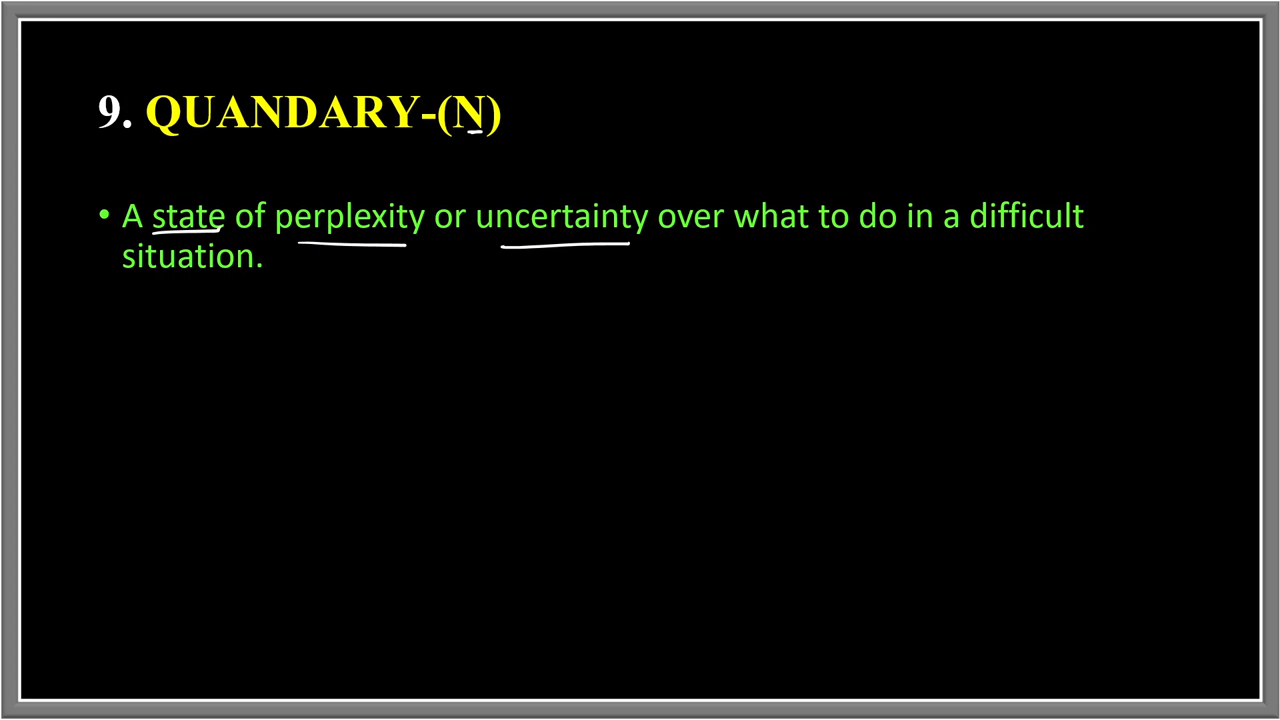 9. QUANDARY-(N)
• A state of perplexity or uncertainty over what to do in a difficult
situation.